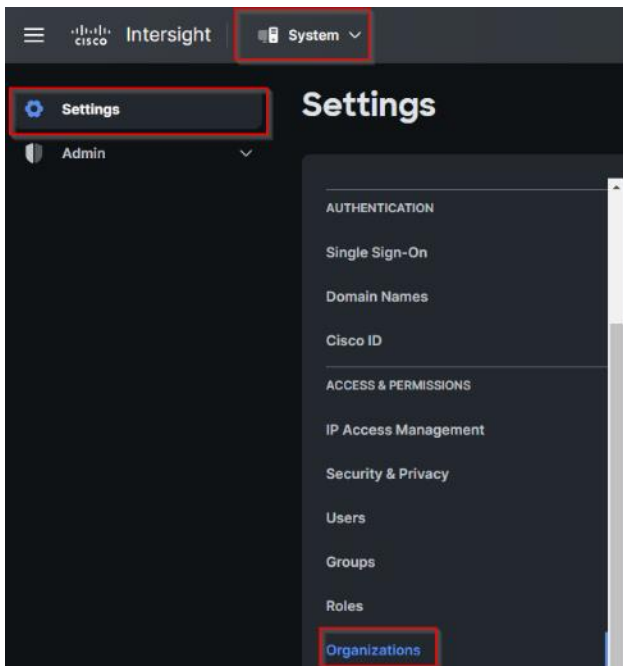 cisco Intersight System
Settings
Admin
Settings
AUTHENTICATION
Single Sign-On
Domain Names
Cisco ID
ACCESS & PERMISSIONS
IP Access Management
Security & Privacy
Users
Groups
Roles
Organizations